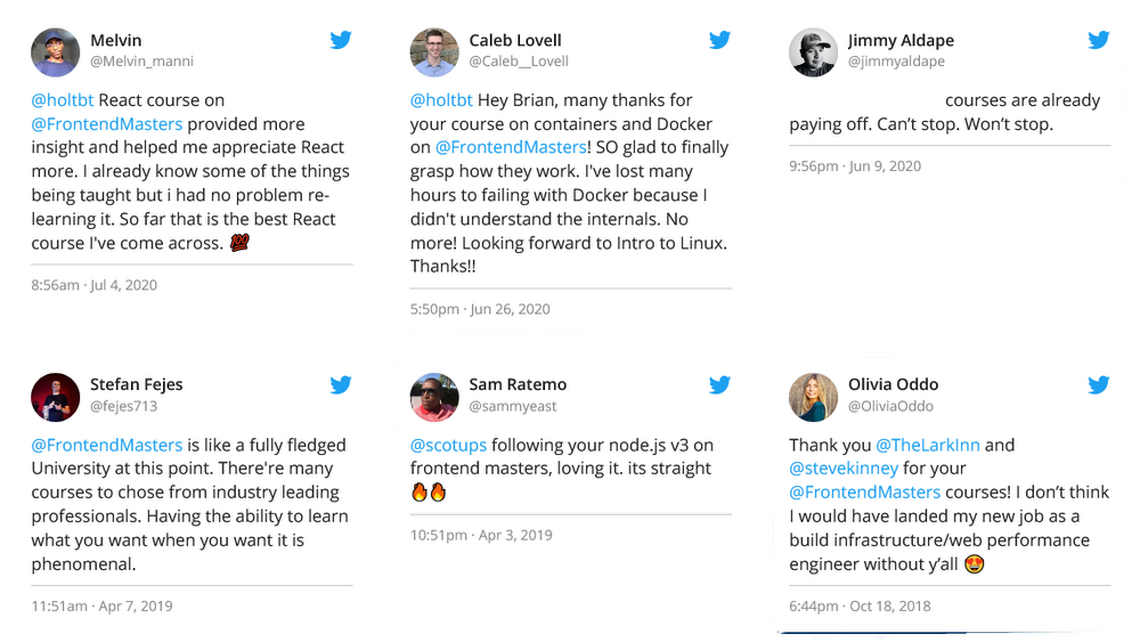 Melvin
@Melvin_manni
@holtbt React course on
@FrontendMasters provided more
insight and helped me appreciate React
more. I already know some of the things
being taught but i had no problem re-
learning it. So far that is the best React
course I've come across. 💯
8:56am · Jul 4, 2020
Caleb Lovell
@Caleb__Lovell
@holtbt Hey Brian, many thanks for
your course on containers and Docker
on @FrontendMasters! SO glad to finally
grasp how they work. I've lost many
hours to failing with Docker because I
didn't understand the internals. No
more! Looking forward to Intro to Linux.
Thanks!!
5:50pm · Jun 26, 2020
Jimmy Aldape
@jimmyaldape
courses are already
paying off. Can’t stop. Won’t stop.
9:56pm · Jun 9, 2020
Stefan Fejes
@fejes713
@FrontendMasters is like a fully fledged
University at this point. There're many
courses to chose from industry leading
professionals. Having the ability to learn
what you want when you want it is
phenomenal.
11:51am · Apr 7, 2019
Sam Ratemo
@sammyeast
@scotups following your node.js v3 on
frontend masters, loving it. its straight
🔥🔥
10:51pm · Apr 3, 2019
Olivia Oddo
@OliviaOddo
Thank you @TheLarkInn and
@stevekinney for your
@FrontendMasters courses! I don’t think
I would have landed my new job as a
build infrastructure/web performance
engineer without y’all 😍
6:44pm · Oct 18, 2018